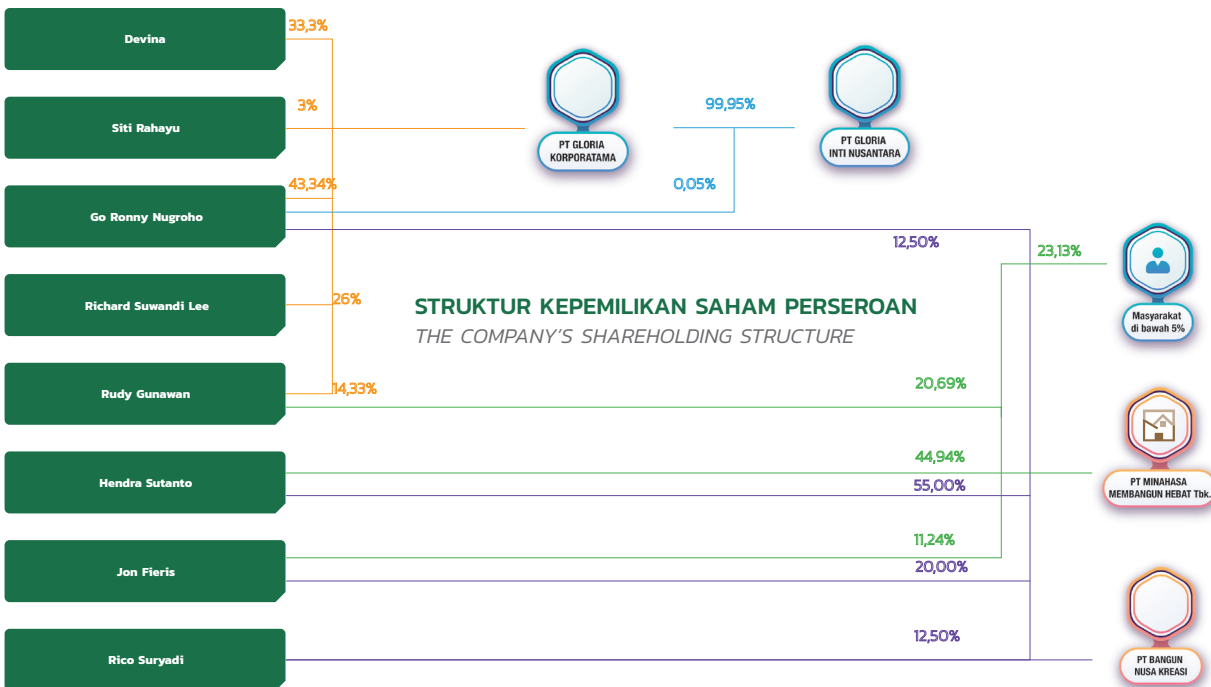 Devina
33,3%
Siti Rahayu
3%
PT GLORIA
KORPORATAMA
99,95%
PT GLORIA
INTI NUSANTARA
Go Ronny Nugroho
43,34%
0,05%
12,50%
23,13%
Masyarakat
di bawah 5%
Richard Suwandi Lee
26%
STRUKTUR KEPEMILIKAN SAHAM PERSEROAN
THE COMPANY'S SHAREHOLDING STRUCTURE
Rudy Gunawan
14,33%
20,69%
Hendra Sutanto
44,94%
55,00%
PT MINAHASA
MEMBANGUN HEBAT Tbk.
Jon Fieris
11,24%
20,00%
Rico Suryadi
12,50%
PT BANGUN
NUSA KREASI